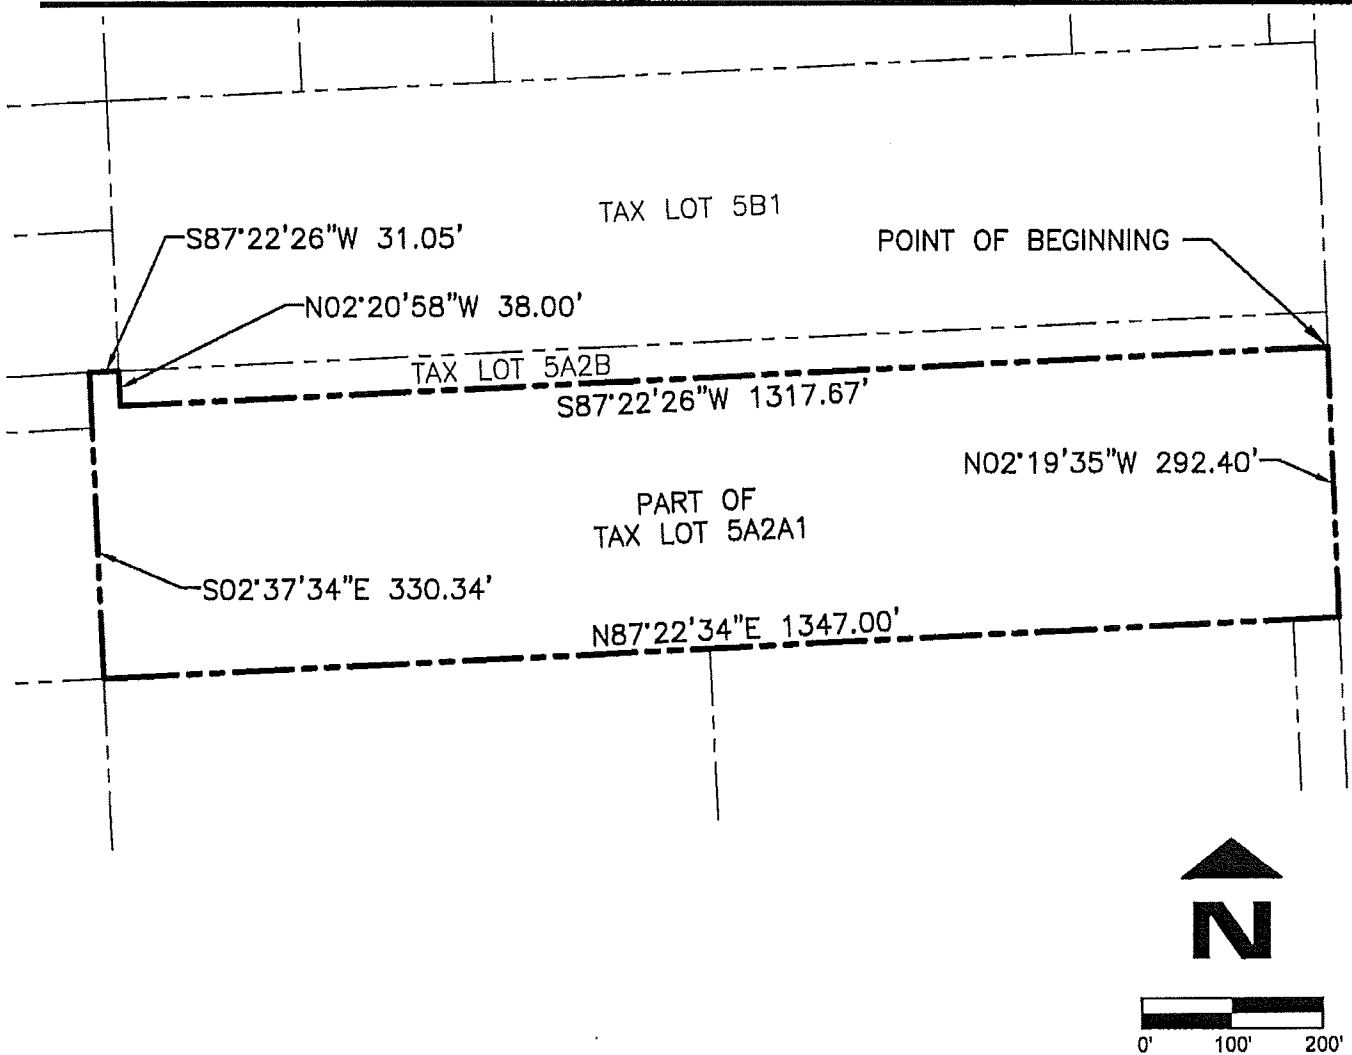 TAX LOT 5B1
S87°22'26"W 31.05'
POINT OF BEGINNING
N02°20'58"W 38.00'
TAX LOT 5A2B
S87°22'26"W 1317.67'
N02°19'35"W 292.40'
PART OF
TAX LOT 5A2A1
S02°37'34"E 330.34'
N87°22'34"E 1347.00'
N
0' 100' 200'